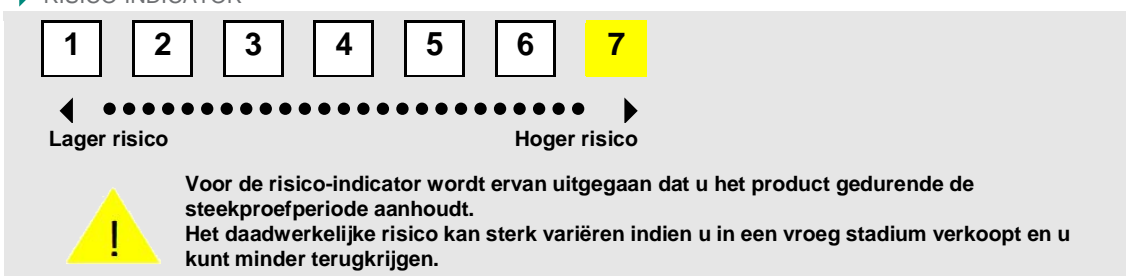 RISICO-INDICATOR
1 2 3 4 5 6 7
Lager risico Hoger risico
!
Voor de risico-indicator wordt ervan uitgegaan dat u het product gedurende de
steekproefperiode aanhoudt.
Het daadwerkelijke risico kan sterk variëren indien u in een vroeg stadium verkoopt en u
kunt minder terugkrijgen.